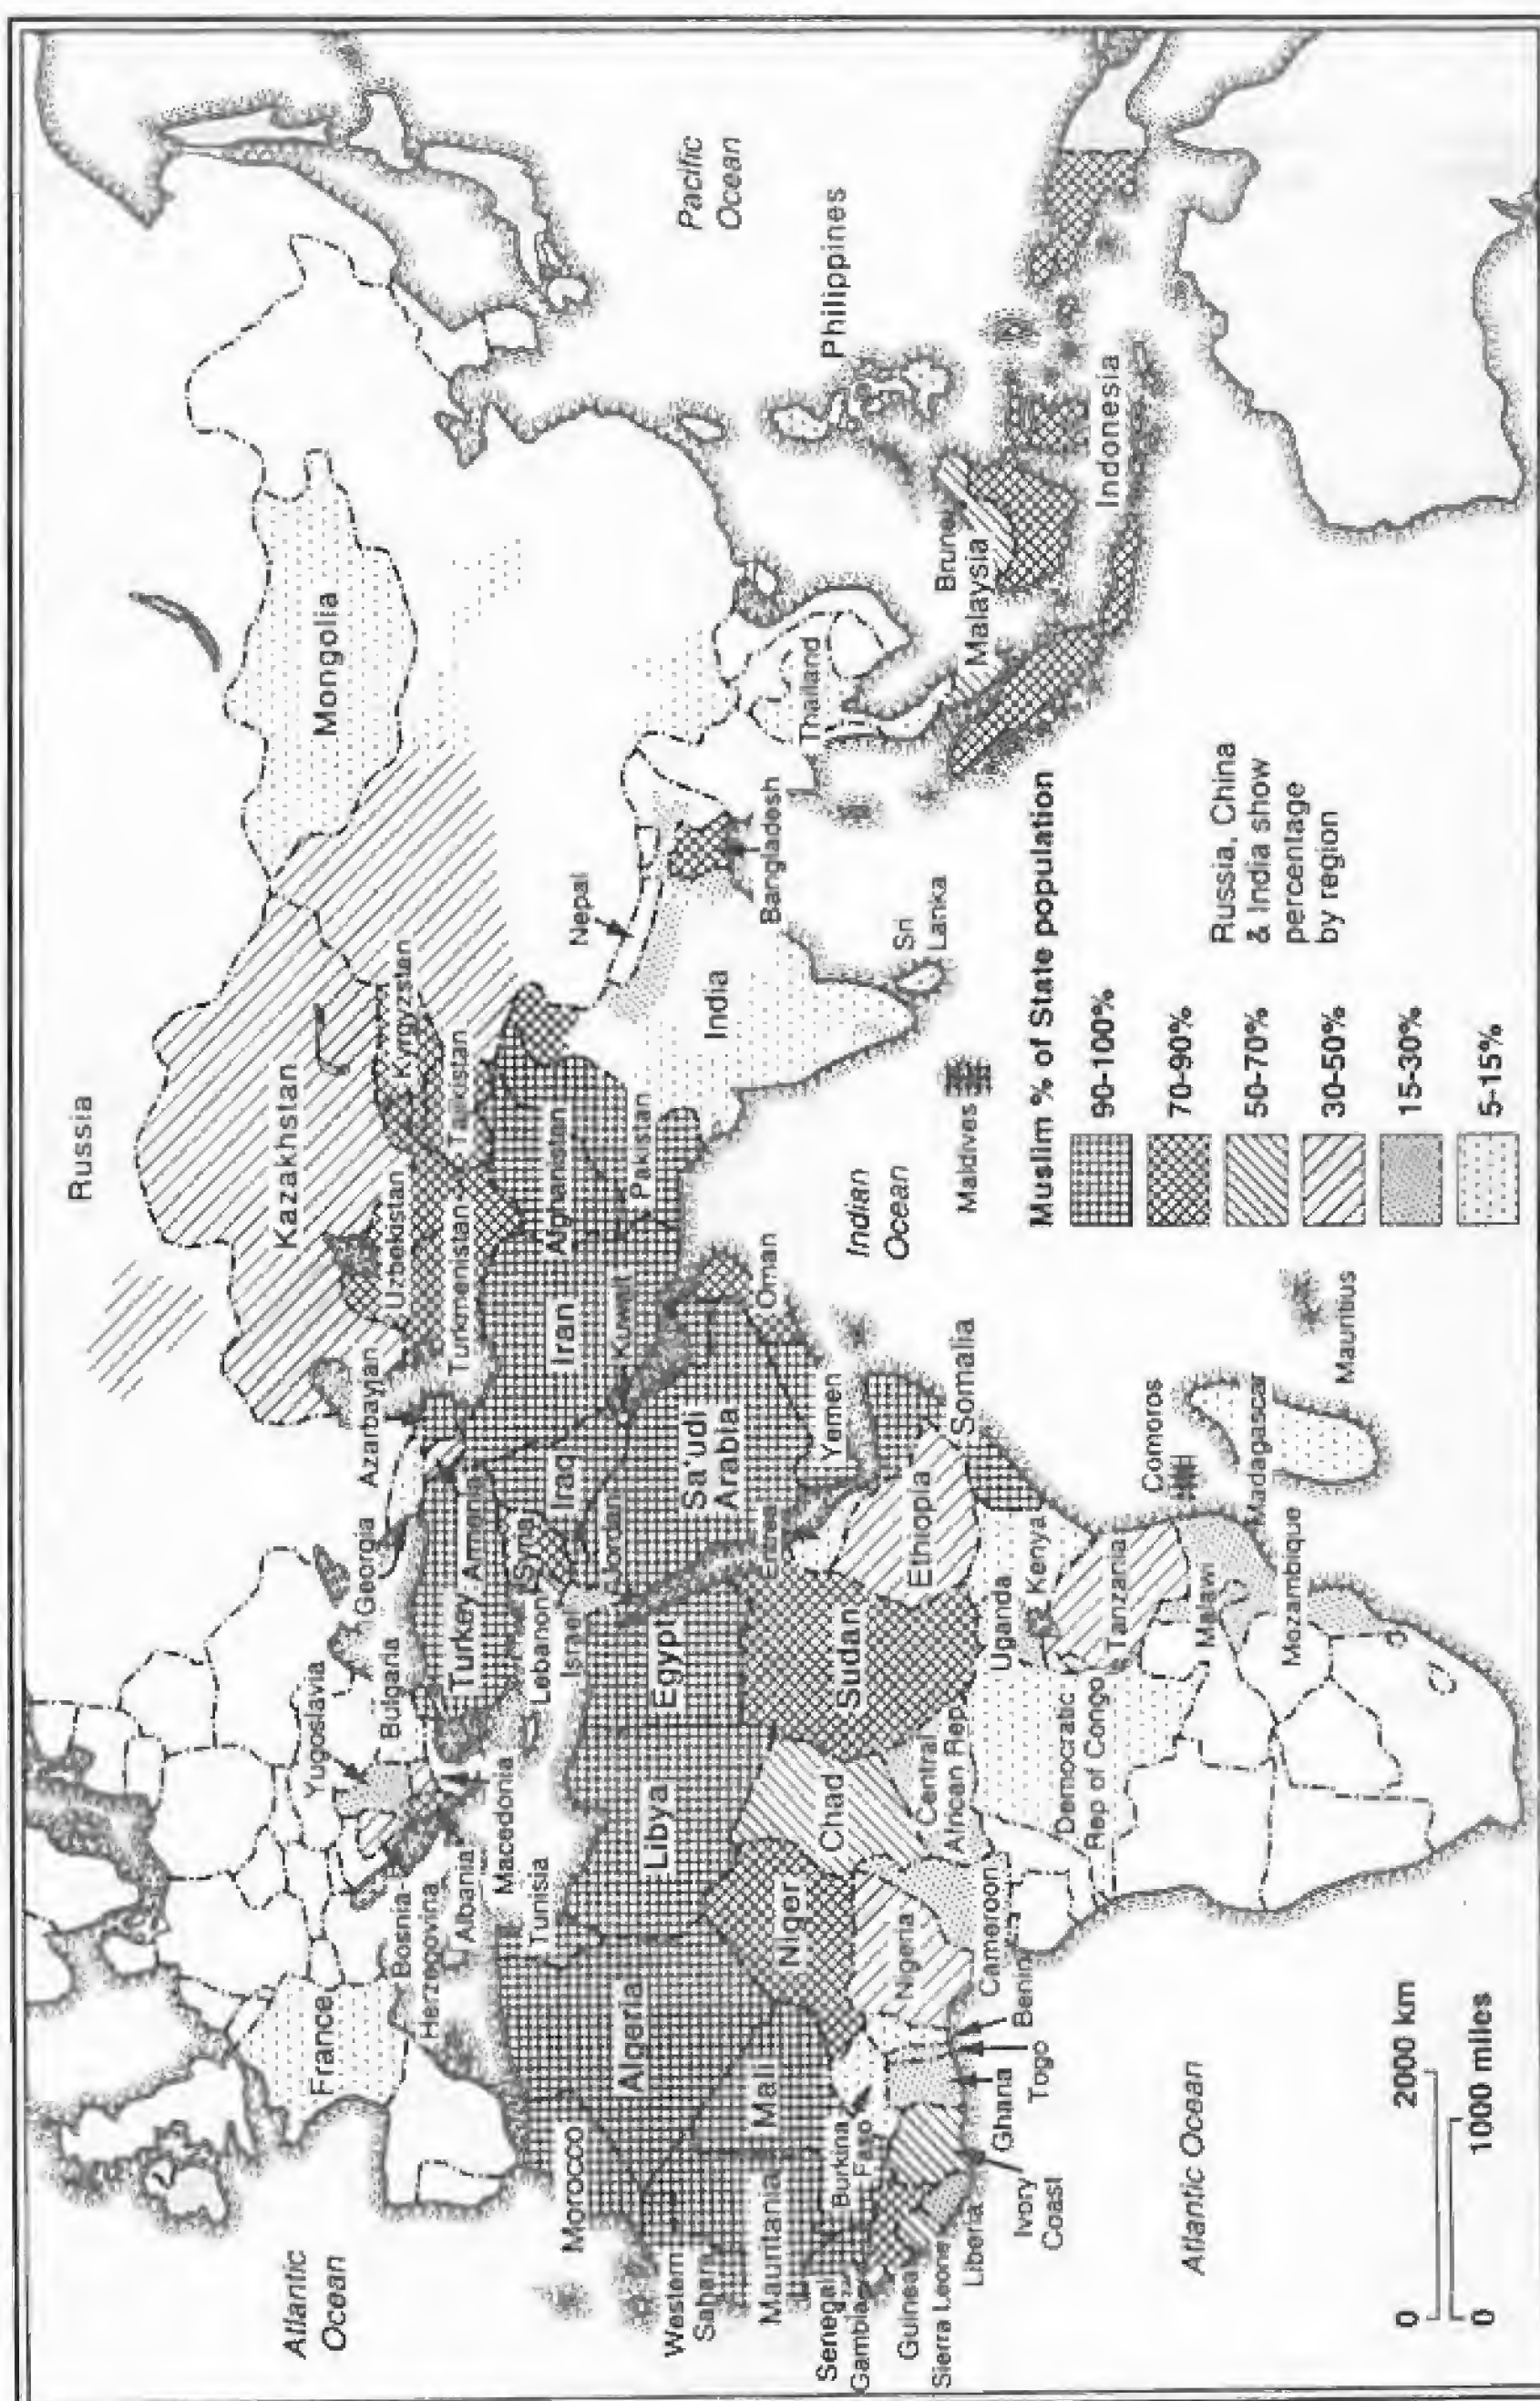 Atlantic
Ocean
France
Bosnia-
Herzegovina
Yugoslavia
Bulgaria
Georgia
Azarbayjan
Russia
Kazakhstan
Mongolia
Albania
Macedonia
Turkey
Armenia
Uzbekistan
Turkmenistan
Kyrgyzstan
Tajikistan
Morocco
Tunisia
Lebanon
Israel
Syria
Jordan
Iraq
Iran
Kuwait
Afghanistan
Pakistan
Nepal
Pacific
Ocean
Western
Sahara
Algeria
Libya
Egypt
Sa'udi
Arabia
Oman
India
Bangladesh
Thailand
Philippines
Mauritania
Mali
Niger
Chad
Sudan
Eritrea
Yemen
Senegal
Gambia
Burkina
Faso
Guinea
Sierra Leone
Liberia
Ivory
Coast
Ghana
Togo
Benin
Nigeria
Cameroon
Central
African Rep
Ethiopia
Somalia
Indian
Ocean
Maldives
Sri
Lanka
Brunei
Malaysia
Indonesia
Uganda
Kenya
Democratic
Rep of Congo
Tanzania
Malawi
Mozambique
Comoros
Madagascar
Mauritius
Atlantic Ocean
Muslim % of State population
90-100%
70-90%
50-70%
30-50%
15-30%
5-15%
Russia, China
& India show
percentage
by region
0 2000 km
0 1000 miles